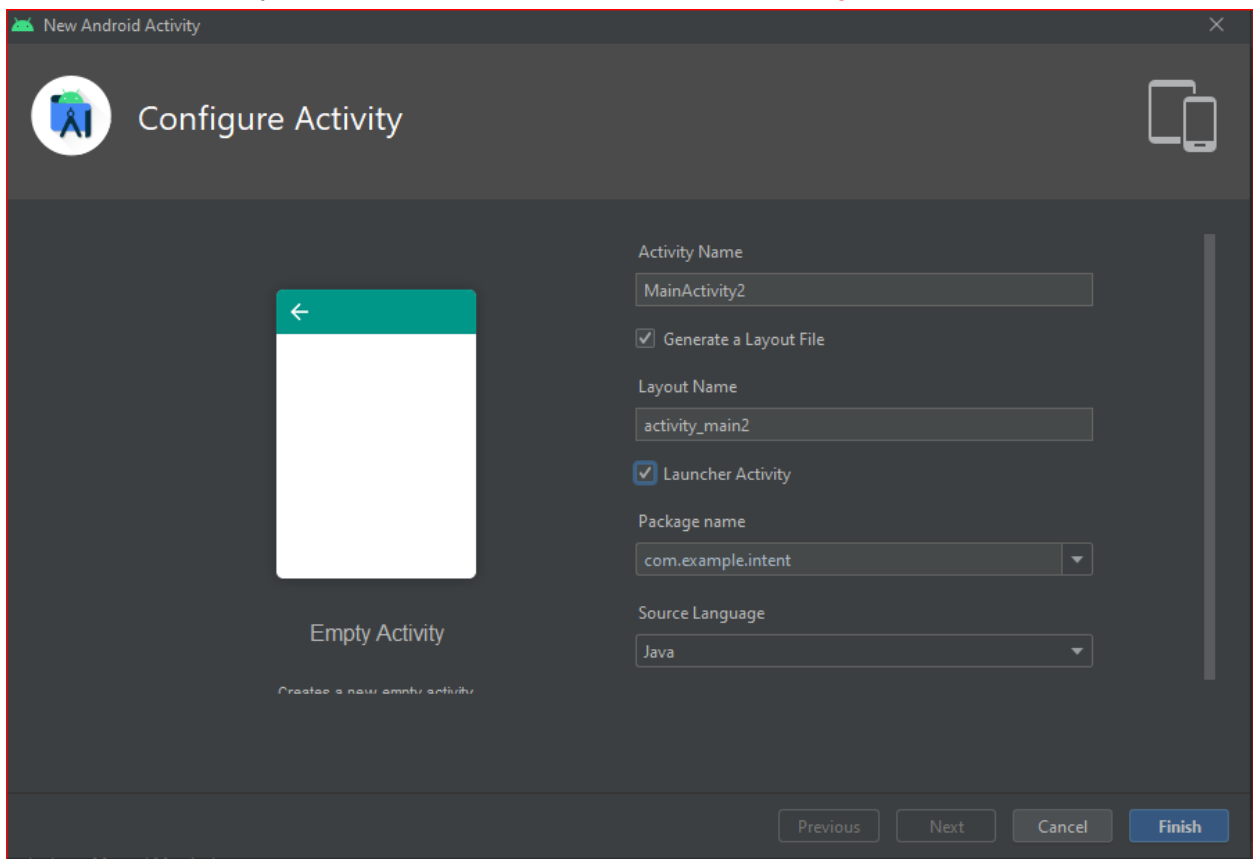 New Android Activity
Configure Activity
Activity Name
MainActivity2
Generate a Layout File
Layout Name
activity_main2
Launcher Activity
Package name
com.example.intent
Source Language
Java
Empty Activity
Creates a new empty activity
Previous
Next
Cancel
Finish